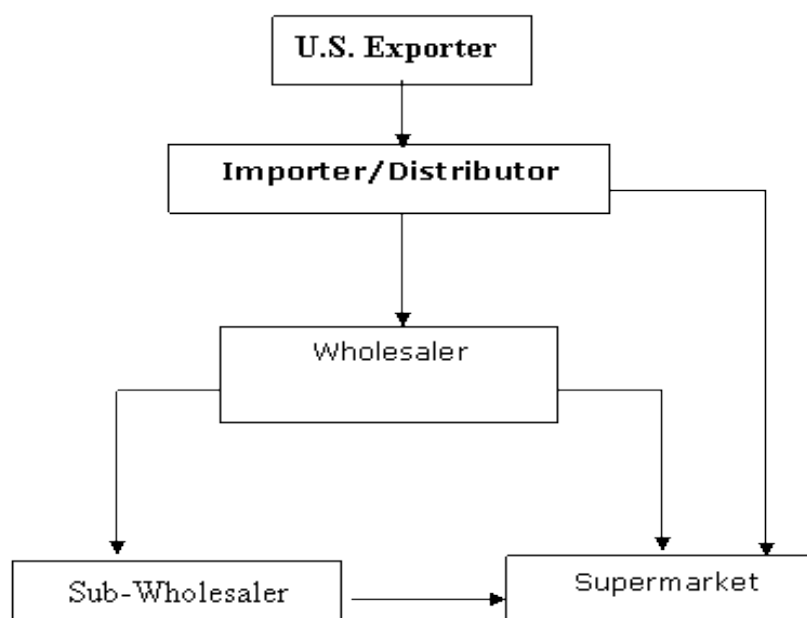 U.S. Exporter
Importer/Distributor
Wholesaler
Sub-Wholesaler
Supermarket